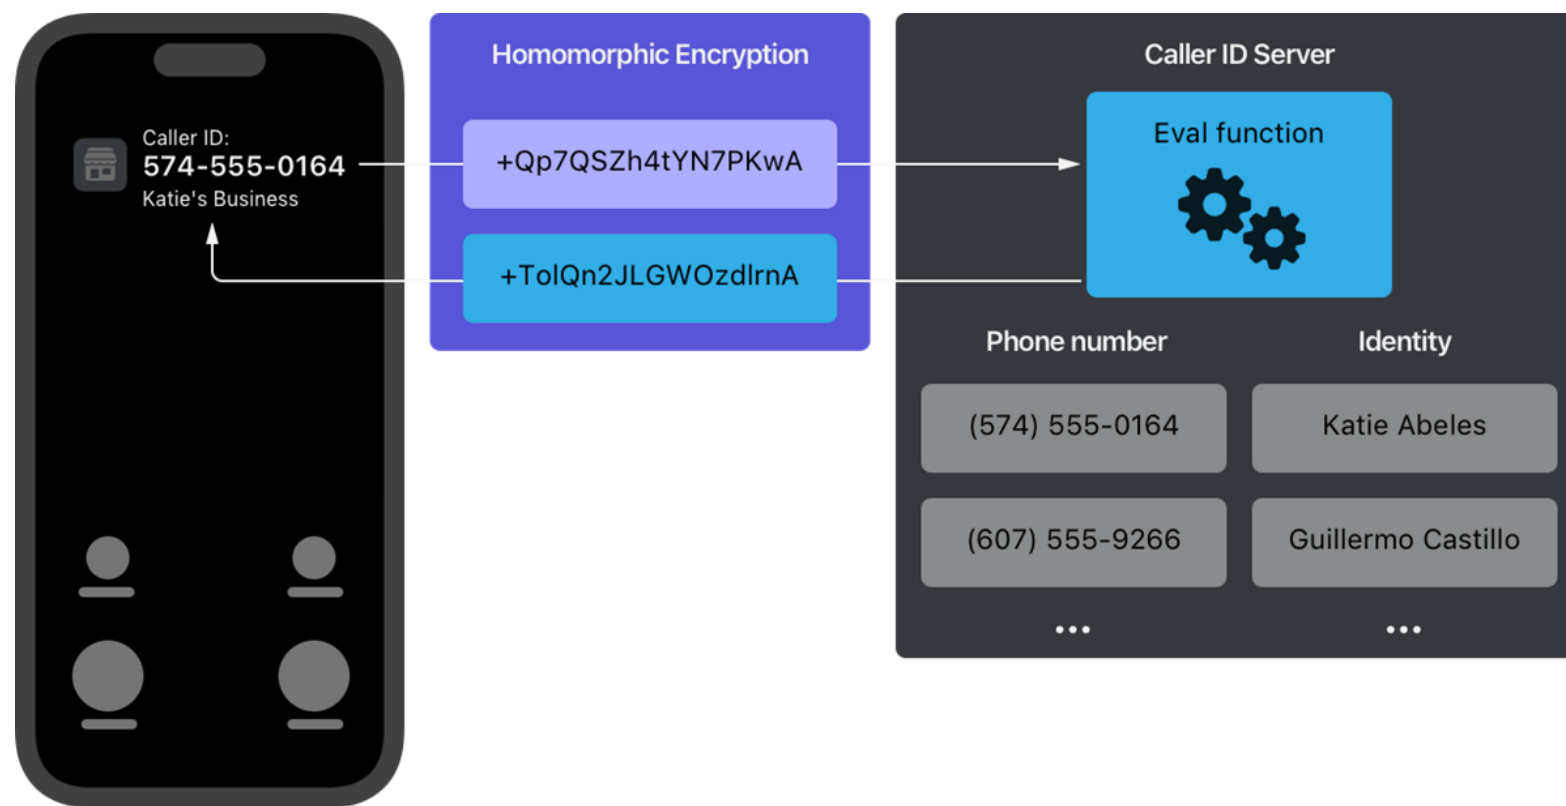 Caller ID:
574-555-0164
Katie's Business
Homomorphic Encryption
+Qp7QSZh4tYN7PKwA
+TolQn2JLGWOzdlrnA
Caller ID Server
Eval function
Phone number Identity
(574) 555-0164 Katie Abeles
(607) 555-9266 Guillermo Castillo
... ...